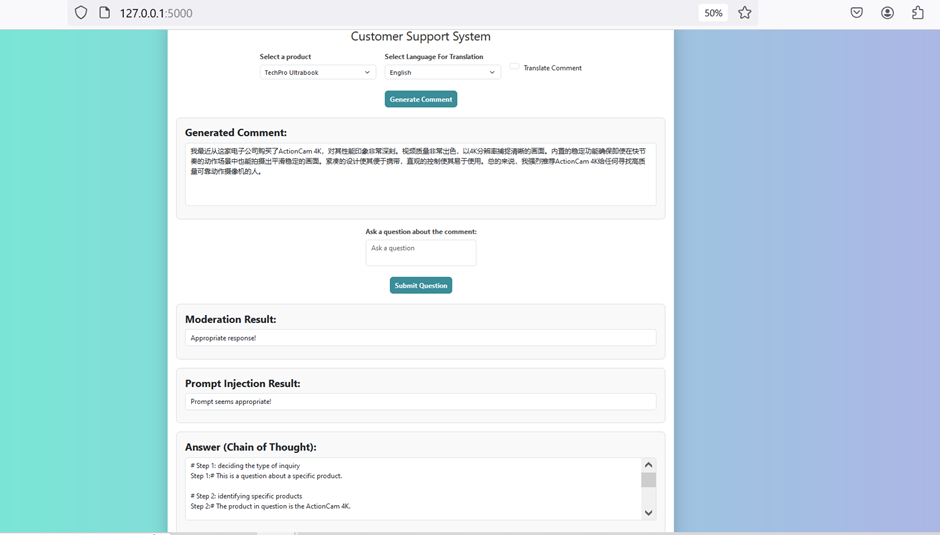 127.0.0.1:5000
50%
Customer Support System
Select a product
Select Language For Translation
TechPro Ultrabook
English
Translate Comment
Generate Comment
Generated Comment:
我最近从这家电子公司购买了ActionCam 4K，对其性能印象非常深刻。视频质量非常出色，以4K分辨率捕捉清晰的画面。内置的稳定功能确保即使在快节
奏的动作场景中也能拍摄出平滑稳定的画面。紧凑的设计使其便于携带，直观的控制使其易于使用。总的来说，我强烈推荐ActionCam 4K给任何寻找高质
量可靠动作摄像机的人。
Ask a question about the comment:
Ask a question
Submit Question
Moderation Result:
Appropriate response!
Prompt Injection Result:
Prompt seems appropriate!
Answer (Chain of Thought):
# Step 1: deciding the type of inquiry
Step 1:# This is a question about a specific product.
# Step 2: identifying specific products
Step 2:# The product in question is the ActionCam 4K.